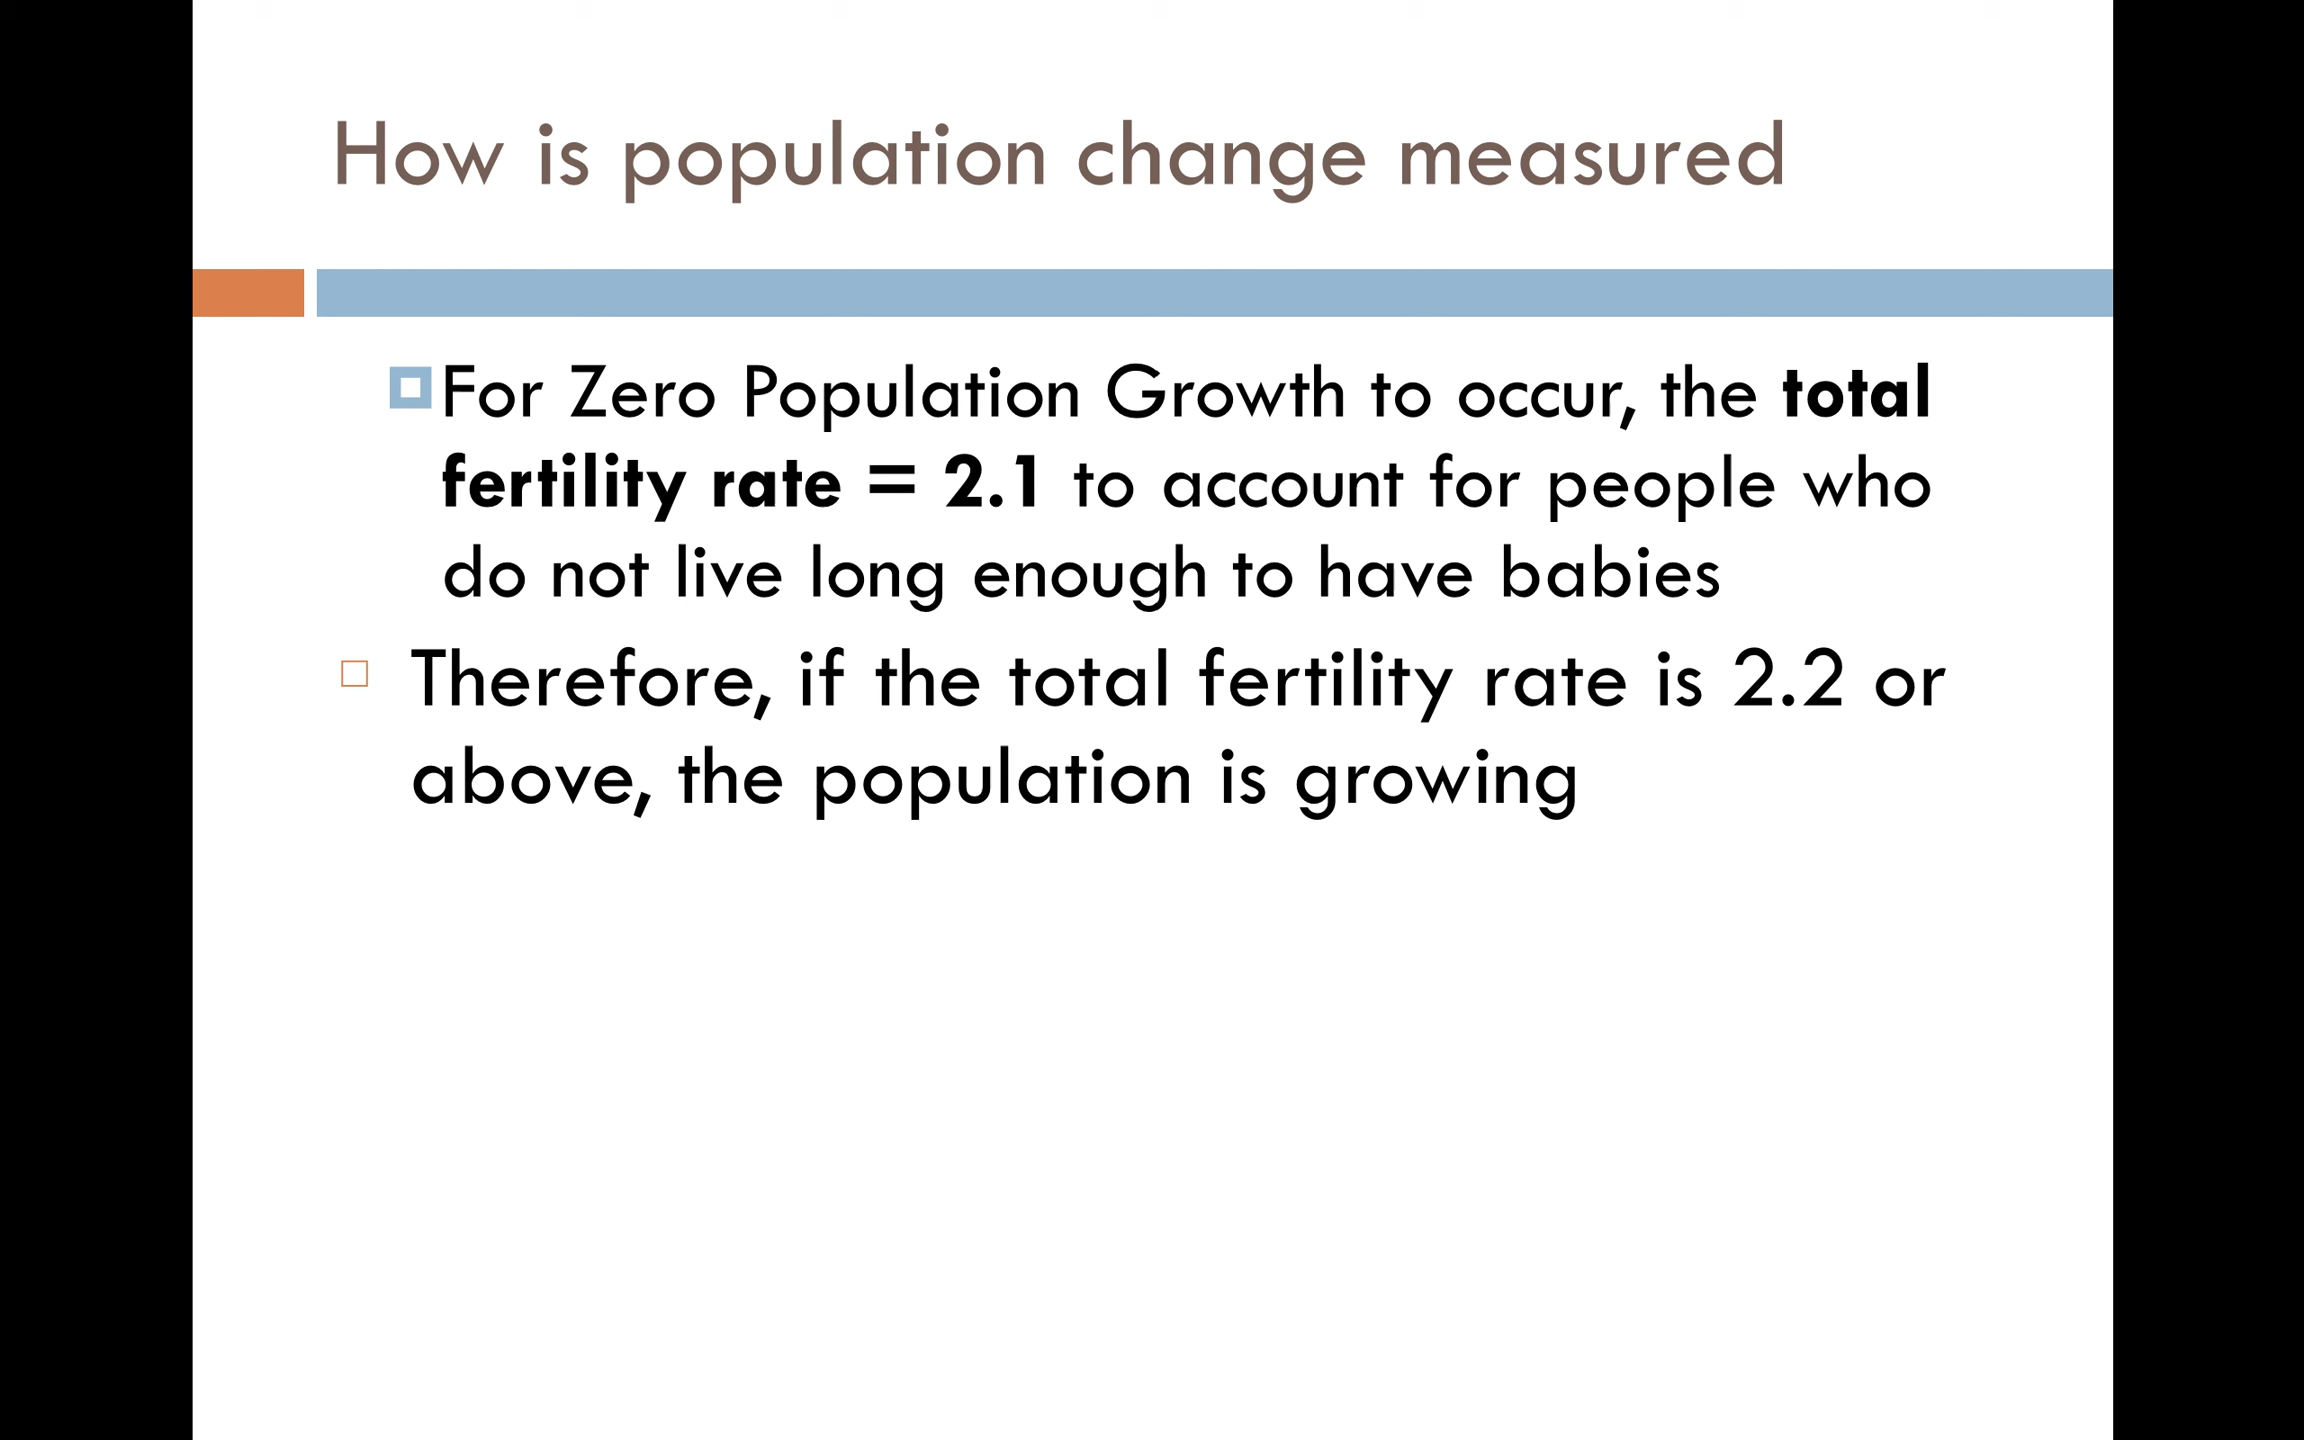 How is population change measured
For Zero Population Growth to occur, the total
fertility rate = 2.1 to account for people who
do not live long enough to have babies
Therefore, if the total fertility rate is 2.2 or
above, the population is growing